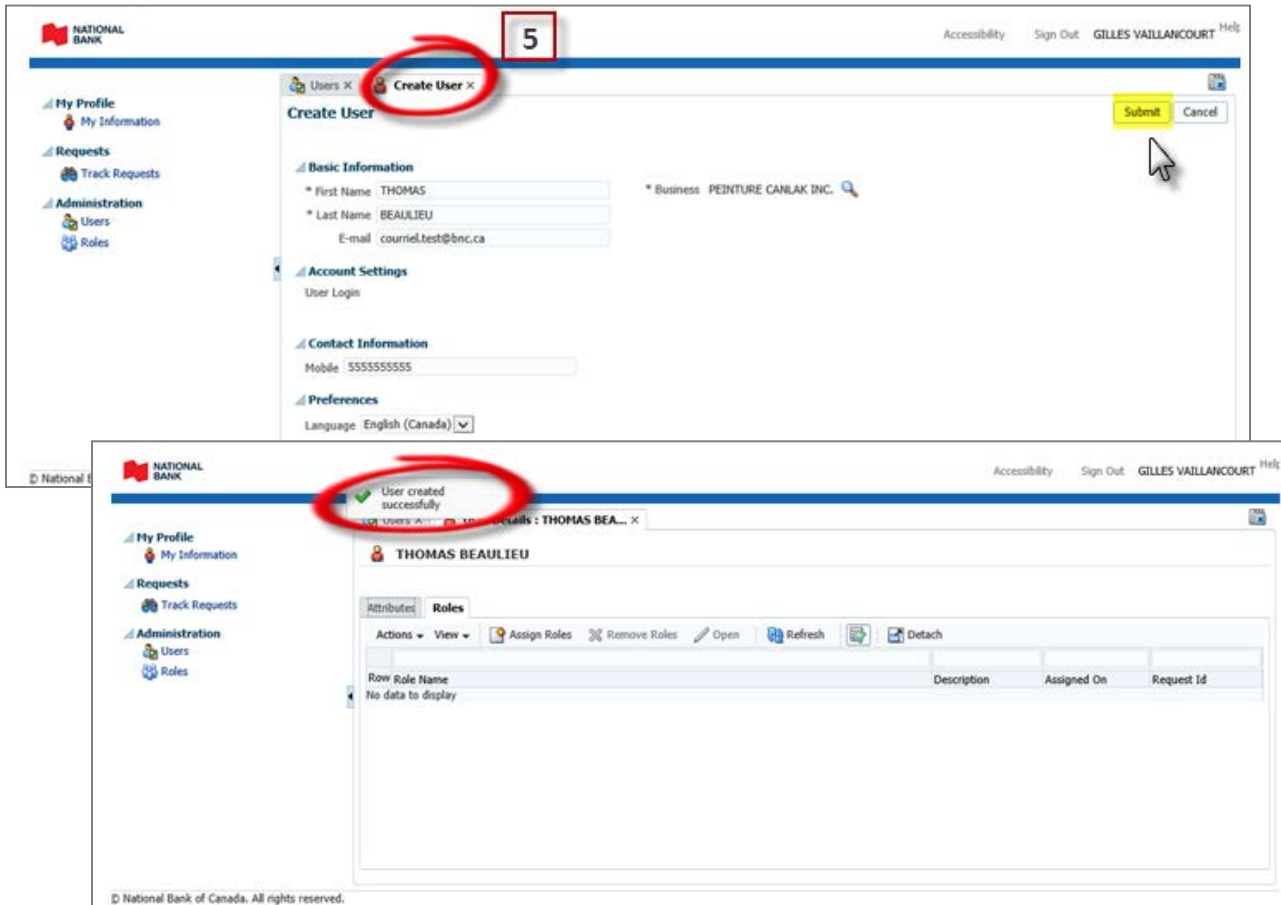 NATIONAL
BANK
5
Accessibility Sign Out GILLES VAILLANCOURT Help
Users × Create User ×
My Profile
My Information
Requests
Track Requests
Administration
Users
Roles
Create User
Submit Cancel
Basic Information
* First Name THOMAS
* Business PEINTURE CANLAK INC.
* Last Name BEAULIEU
E-mail courriel.test@bnc.ca
Account Settings
User Login
Contact Information
Mobile 5555555555
Preferences
Language English (Canada)
© National
NATIONAL
BANK
Accessibility Sign Out GILLES VAILLANCOURT Help
User created
successfully
Users × Details : THOMAS BEA... ×
My Profile
My Information
Requests
Track Requests
Administration
Users
Roles
THOMAS BEAULIEU
Attributes Roles
Actions View Assign Roles Remove Roles Open Refresh Detach
Row Role Name Description Assigned On Request Id
No data to display
© National Bank of Canada. All rights reserved.